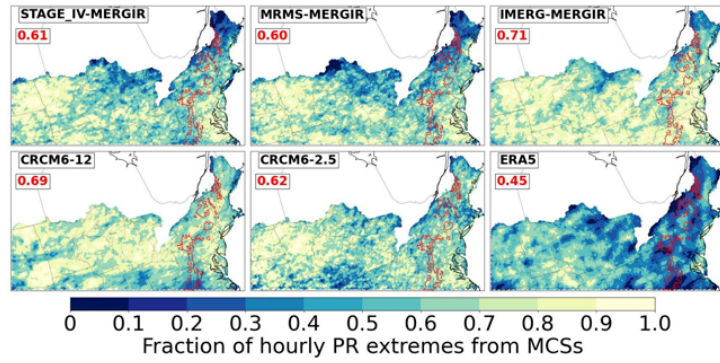 STAGE_IV-MERGIR
0.61
MRMS-MERGIR
0.60
IMERG-MERGIR
0.71
CRCM6-12
0.69
CRCM6-2.5
0.62
ERA5
0.45
0 0.1 0.2 0.3 0.4 0.5 0.6 0.7 0.8 0.9 1.0
Fraction of hourly PR extremes from MCSs